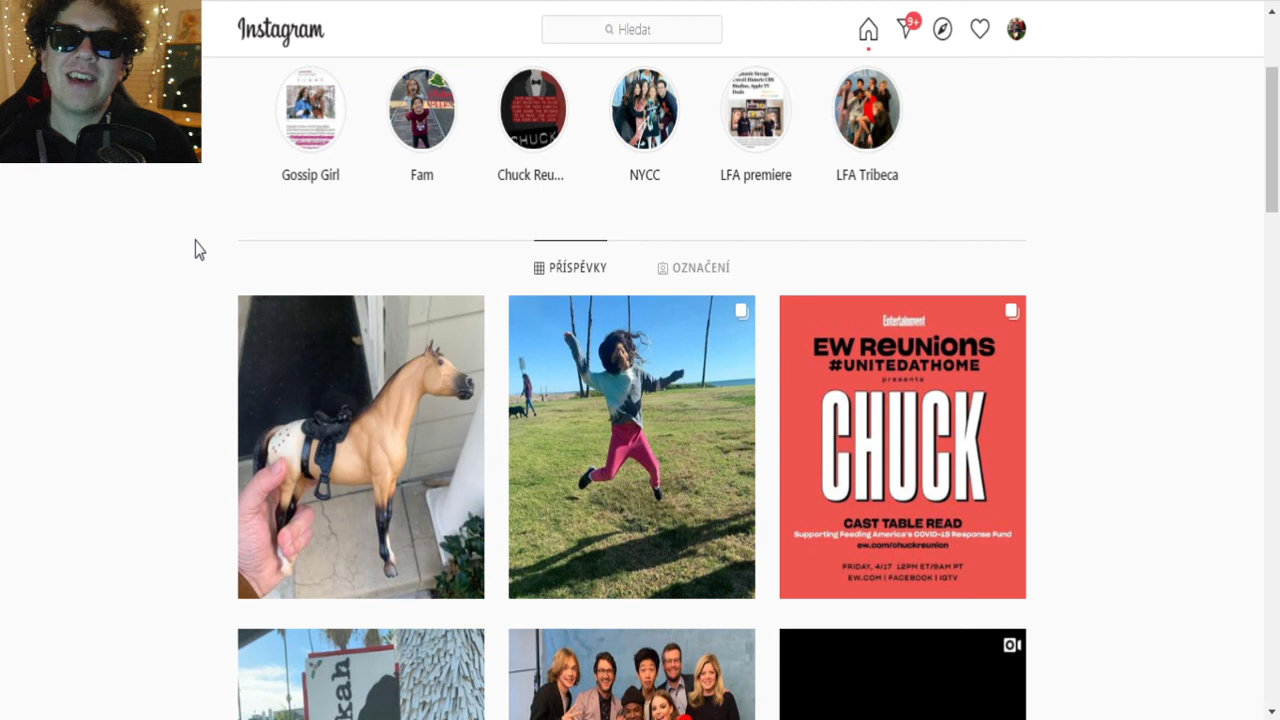 Instagram
Hledat
9+
CHUCK
Gossip Girl
Fam
Chuck Reu...
NYCC
LFA premiere
LFA Tribeca
PŘÍSPĚVKY
OZNAČENÍ
Entertainment
EW REUNIONS
#UNITEDATHOME
presents
CHUCK
CAST TABLE READ
Supporting Feeding America's COVID-19 Response Fund
ew.com/chuckreunion
FRIDAY, 4/17 12PM ET/9AM PT
EW.COM | FACEBOOK | IGTV
kah